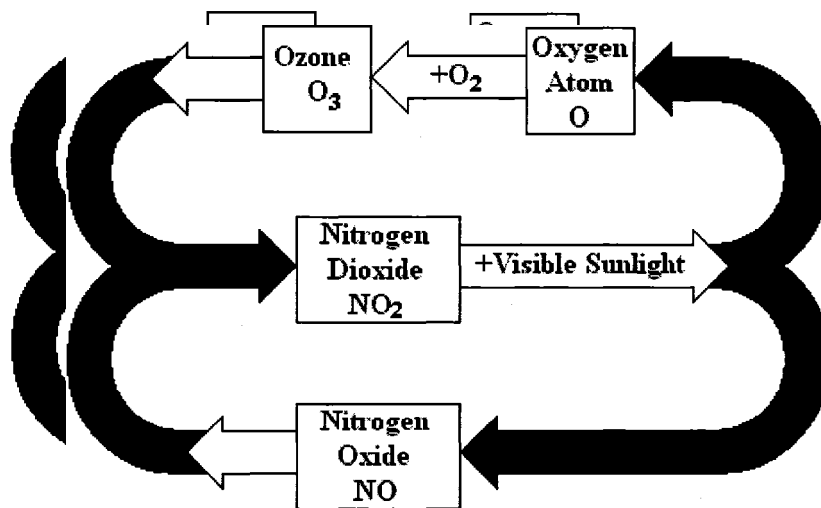 Ozone
O₃
+O₂
Oxygen
Atom
O
Nitrogen
Dioxide
NO₂
+Visible Sunlight
Nitrogen
Oxide
NO